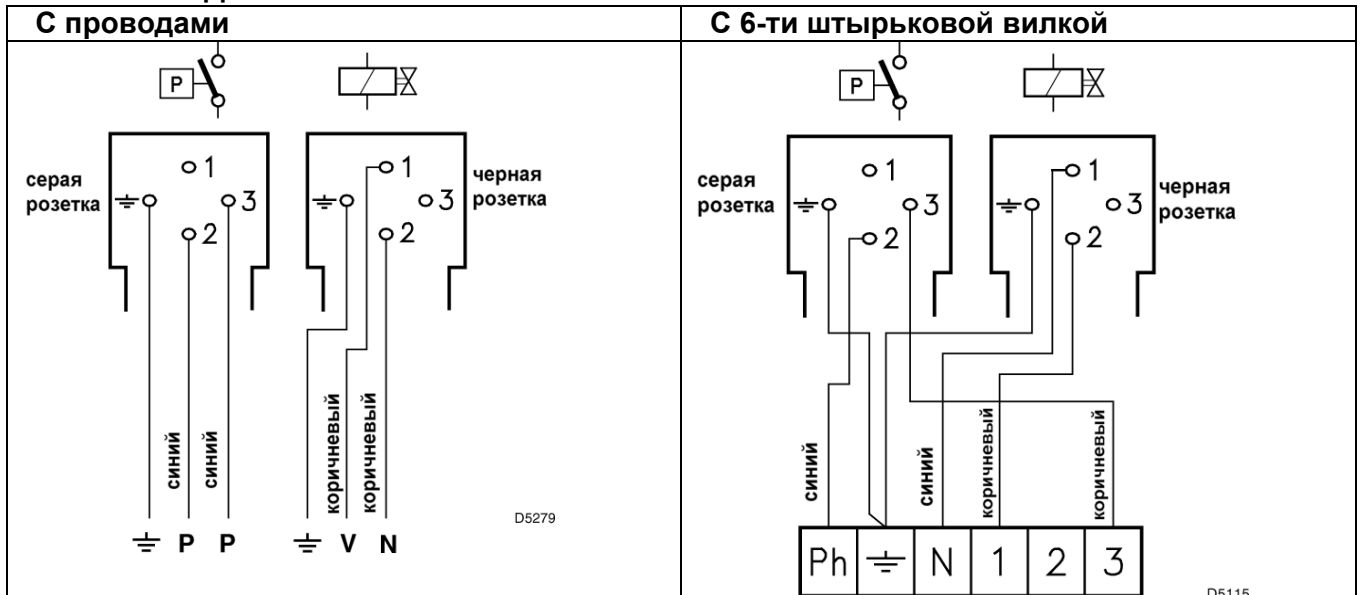 С проводами
С 6-ти штырьковой вилкой
P
серая
розетка
1
3
2
1
3
2
черная
розетка
синий
синий
коричневый
коричневый
P P
V N
D5279
P
серая
розетка
1
3
2
1
3
2
черная
розетка
синий
синий
коричневый
коричневый
Ph N 1 2 3
D5115